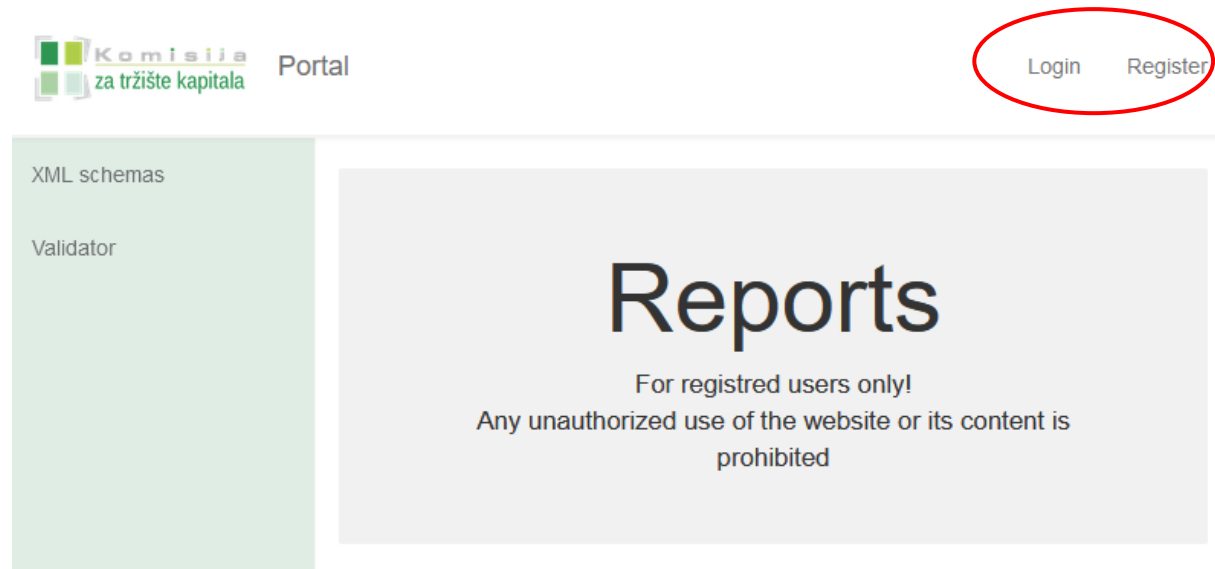 Komisija
za tržište kapitala
Portal
Login Register
XML schemas
Validator
Reports
For registred users only!
Any unauthorized use of the website or its content is
prohibited